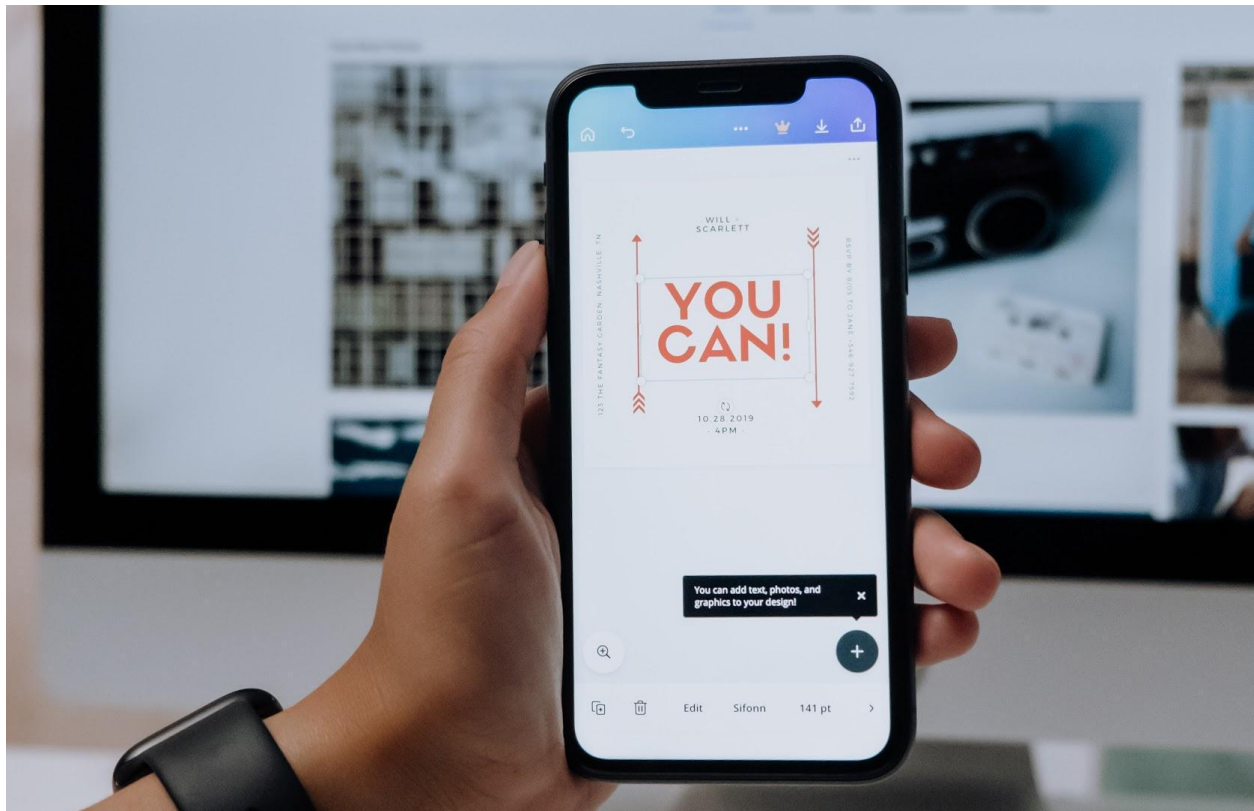 WILL +
SCARLETT
123 THE FANTASY GARDEN, NASHVILLE, TN
YOU
CAN!
10.28.2019
- 4PM -
You can add text, photos, and
graphics to your design!
Edit
Sifonn
141 pt